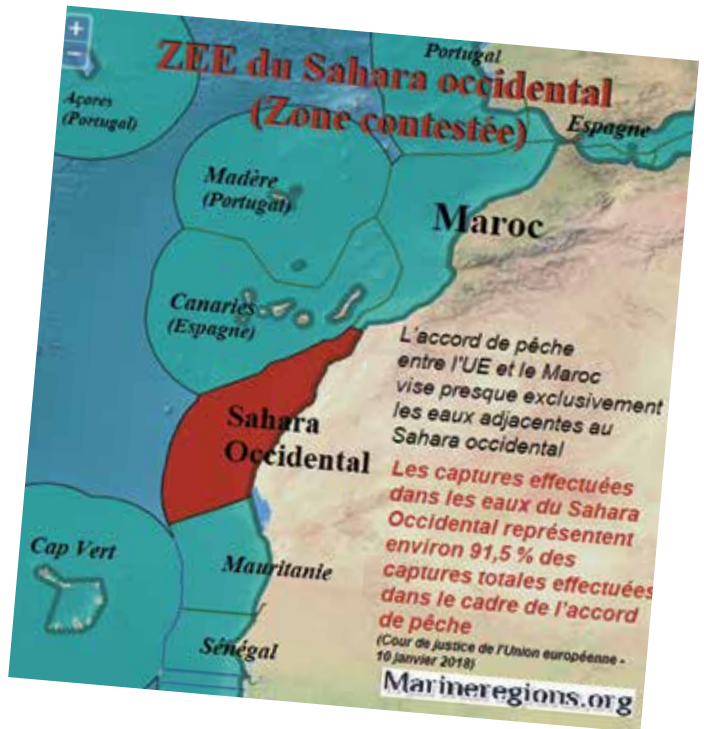 +
-
Portugal
ZEE du Sahara occidental
(Zone contestée)
Açores
(Portugal)
Espagne
Madère
(Portugal)
Maroc
Canaries
(Espagne)
L'accord de pêche
entre l'UE et le Maroc
vise presque exclusivement
les eaux adjacentes au
Sahara occidental
Sahara
Occidental
Les captures effectuées
dans les eaux du Sahara
Occidental représentent
environ 91,5 % des
captures totales effectuées
dans le cadre de l'accord
de pêche
Cap Vert
Mauritanie
Sénégal
(Cour de justice de l'Union européenne -
10 janvier 2018)
Marineregions.org